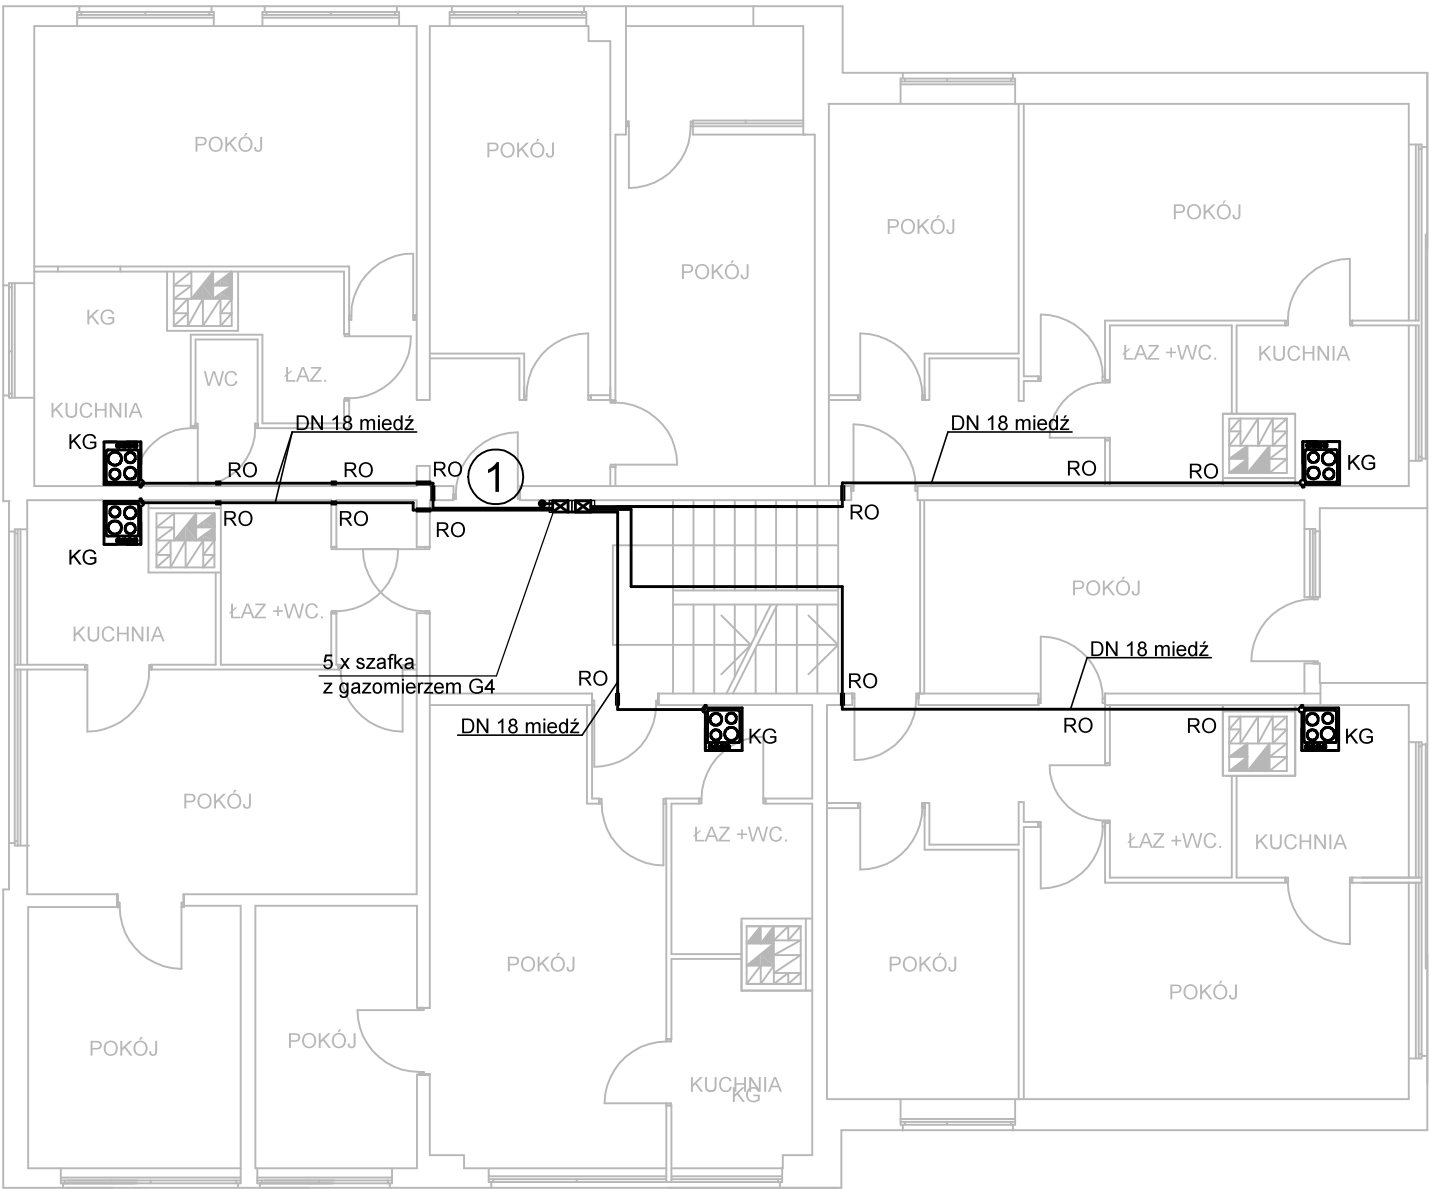 POKÓJ
POKÓJ
POKÓJ
POKÓJ
POKÓJ
KG
WC
ŁAZ.
ŁAZ +WC.
KUCHNIA
KUCHNIA
DN 18 miedź
DN 18 miedź
KG
RO
RO
RO
1
RO
RO
KG
RO
RO
RO
RO
KG
POKÓJ
ŁAZ +WC.
KUCHNIA
5 x szafka
z gazomierzem G4
RO
RO
DN 18 miedź
DN 18 miedź
KG
RO
RO
KG
POKÓJ
ŁAZ +WC.
ŁAZ +WC.
KUCHNIA
POKÓJ
POKÓJ
POKÓJ
POKÓJ
POKÓJ
KUCHNIA
KG